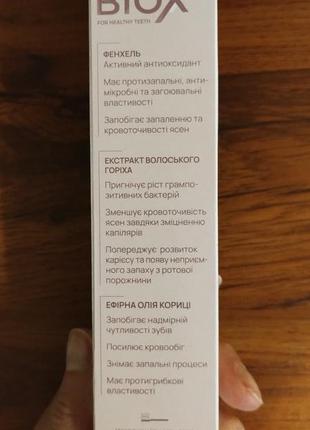 BTOX
FOR HEALTHY TEETH
ФЕНХЕЛЬ
Активний антиоксидант
Має протизапальні, анти-
мікробні та загоювальні
властивості
Запобігає запаленню та
кровоточивості ясен
ЕКСТРАКТ ВОЛОСЬКОГО
ГОРІХА
Пригнічує ріст грампо-
зитивних бактерій
Зменшує кровоточивість
ясен завдяки зміцненню
капілярів
Попереджує розвиток
карієсу та появу неприєм-
ного запаху з ротової
порожнини
ЕФІРНА ОЛІЯ КОРИЦІ
Запобігає надмірній
чутливості зубів
Посилює кровообіг
Знімає запальні процеси
Має протигрибкові
властивості